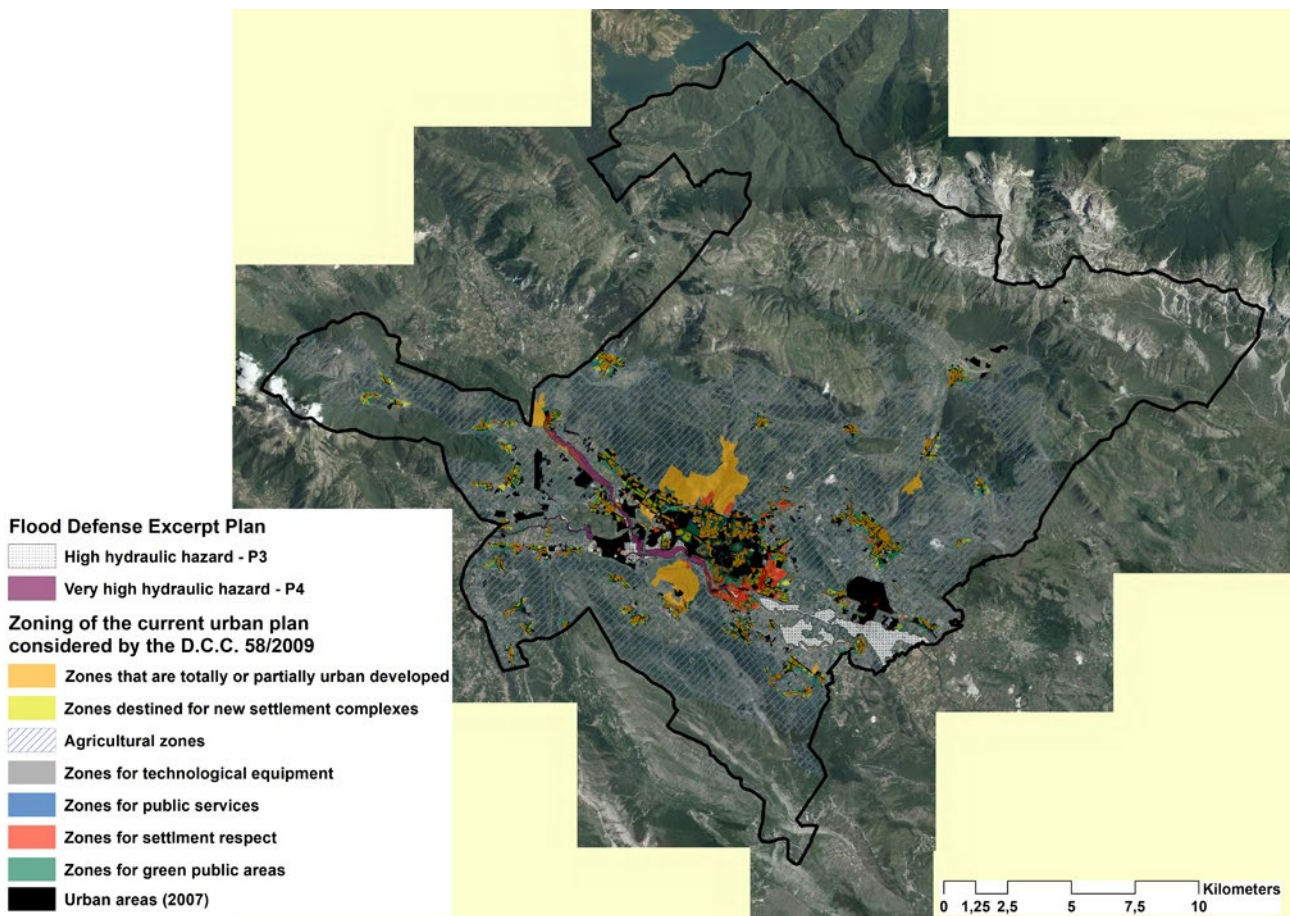 Flood Defense Excerpt Plan
High hydraulic hazard - P3
Very high hydraulic hazard - P4
Zoning of the current urban plan
considered by the D.C.C. 58/2009
Zones that are totally or partially urban developed
Zones destined for new settlement complexes
Agricultural zones
Zones for technological equipment
Zones for public services
Zones for settlment respect
Zones for green public areas
Urban areas (2007)
Kilometers
0 1,25 2,5 5 7,5 10